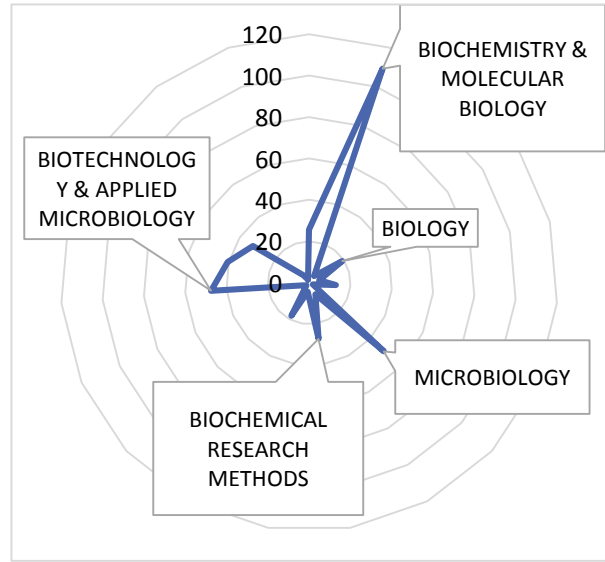 120
100
80
60
40
20
0
BIOCHEMISTRY &
MOLECULAR
BIOLOGY
BIOTECHNOLOG
Y & APPLIED
MICROBIOLOGY
BIOLOGY
MICROBIOLOGY
BIOCHEMICAL
RESEARCH
METHODS